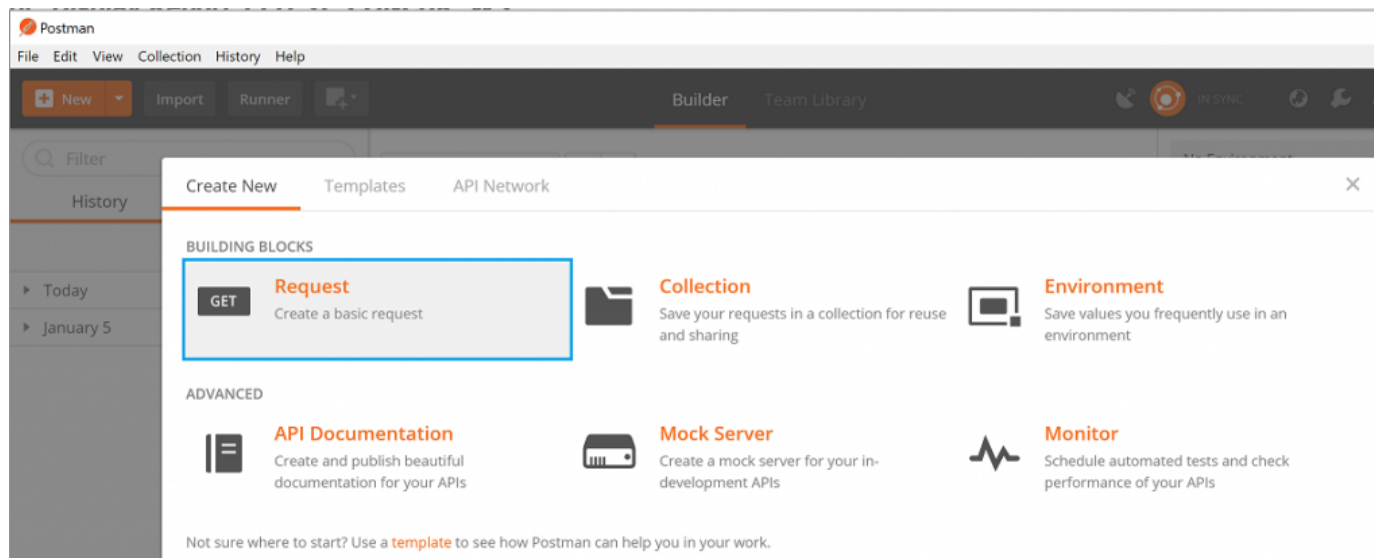 Postman
File Edit View Collection History Help
New Import Runner Builder Team Library IN SYNC
Filter No Environment
Create New Templates API Network
History
BUILDING BLOCKS
GET Request Collection Environment
Create a basic request Save your requests in a collection for reuse Save values you frequently use in an
and sharing environment
Today
January 5
ADVANCED
API Documentation Mock Server Monitor
Create and publish beautiful Create a mock server for your in- Schedule automated tests and check
documentation for your APIs development APIs performance of your APIs
Not sure where to start? Use a template to see how Postman can help you in your work.